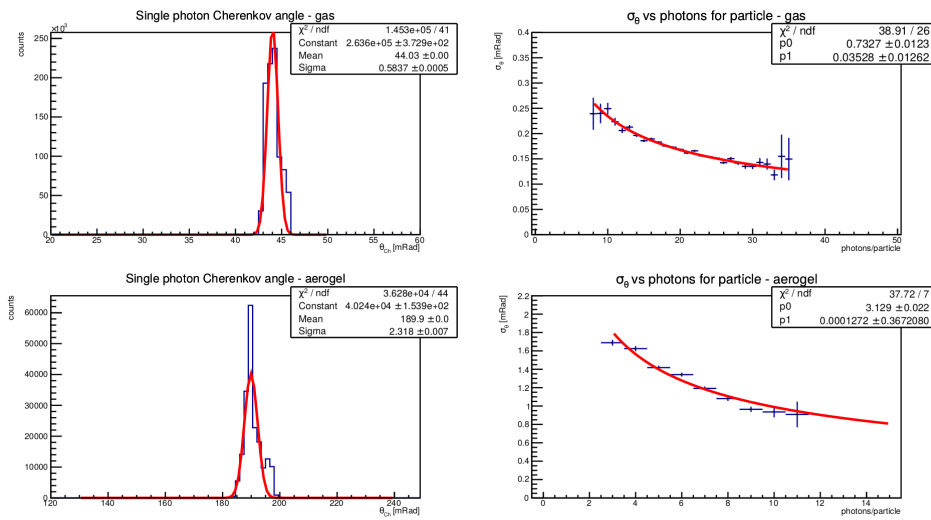 Single photon Cherenkov angle - gas
×10³
counts
χ² / ndf 1.453e+05 / 41
Constant 2.636e+05 ±3.729e+02
Mean 44.03 ±0.00
Sigma 0.5837 ±0.0005
250
200
150
100
50
0
20 25 30 35 40 45 50 55 60
θCh [mRad]
σθ vs photons for particle - gas
σθ [mRad]
χ² / ndf 38.91 / 26
p0 0.7327 ±0.0123
p1 0.03528 ±0.01262
0.4
0.35
0.3
0.25
0.2
0.15
0.1
0.05
0
0 10 20 30 40 50
photons/particle
Single photon Cherenkov angle - aerogel
counts
χ² / ndf 3.628e+04 / 44
Constant 4.024e+04 ±1.539e+02
Mean 189.9 ±0.0
Sigma 2.318 ±0.007
60000
50000
40000
30000
20000
10000
0
120 140 160 180 200 220 240
θCh [mRad]
σθ vs photons for particle - aerogel
σθ [mRad]
χ² / ndf 37.72 / 7
p0 3.129 ±0.022
p1 0.0001272 ±0.3672080
2.2
2
1.8
1.6
1.4
1.2
1
0.8
0.6
0.4
0.2
0
0 2 4 6 8 10 12 14
photons/particle